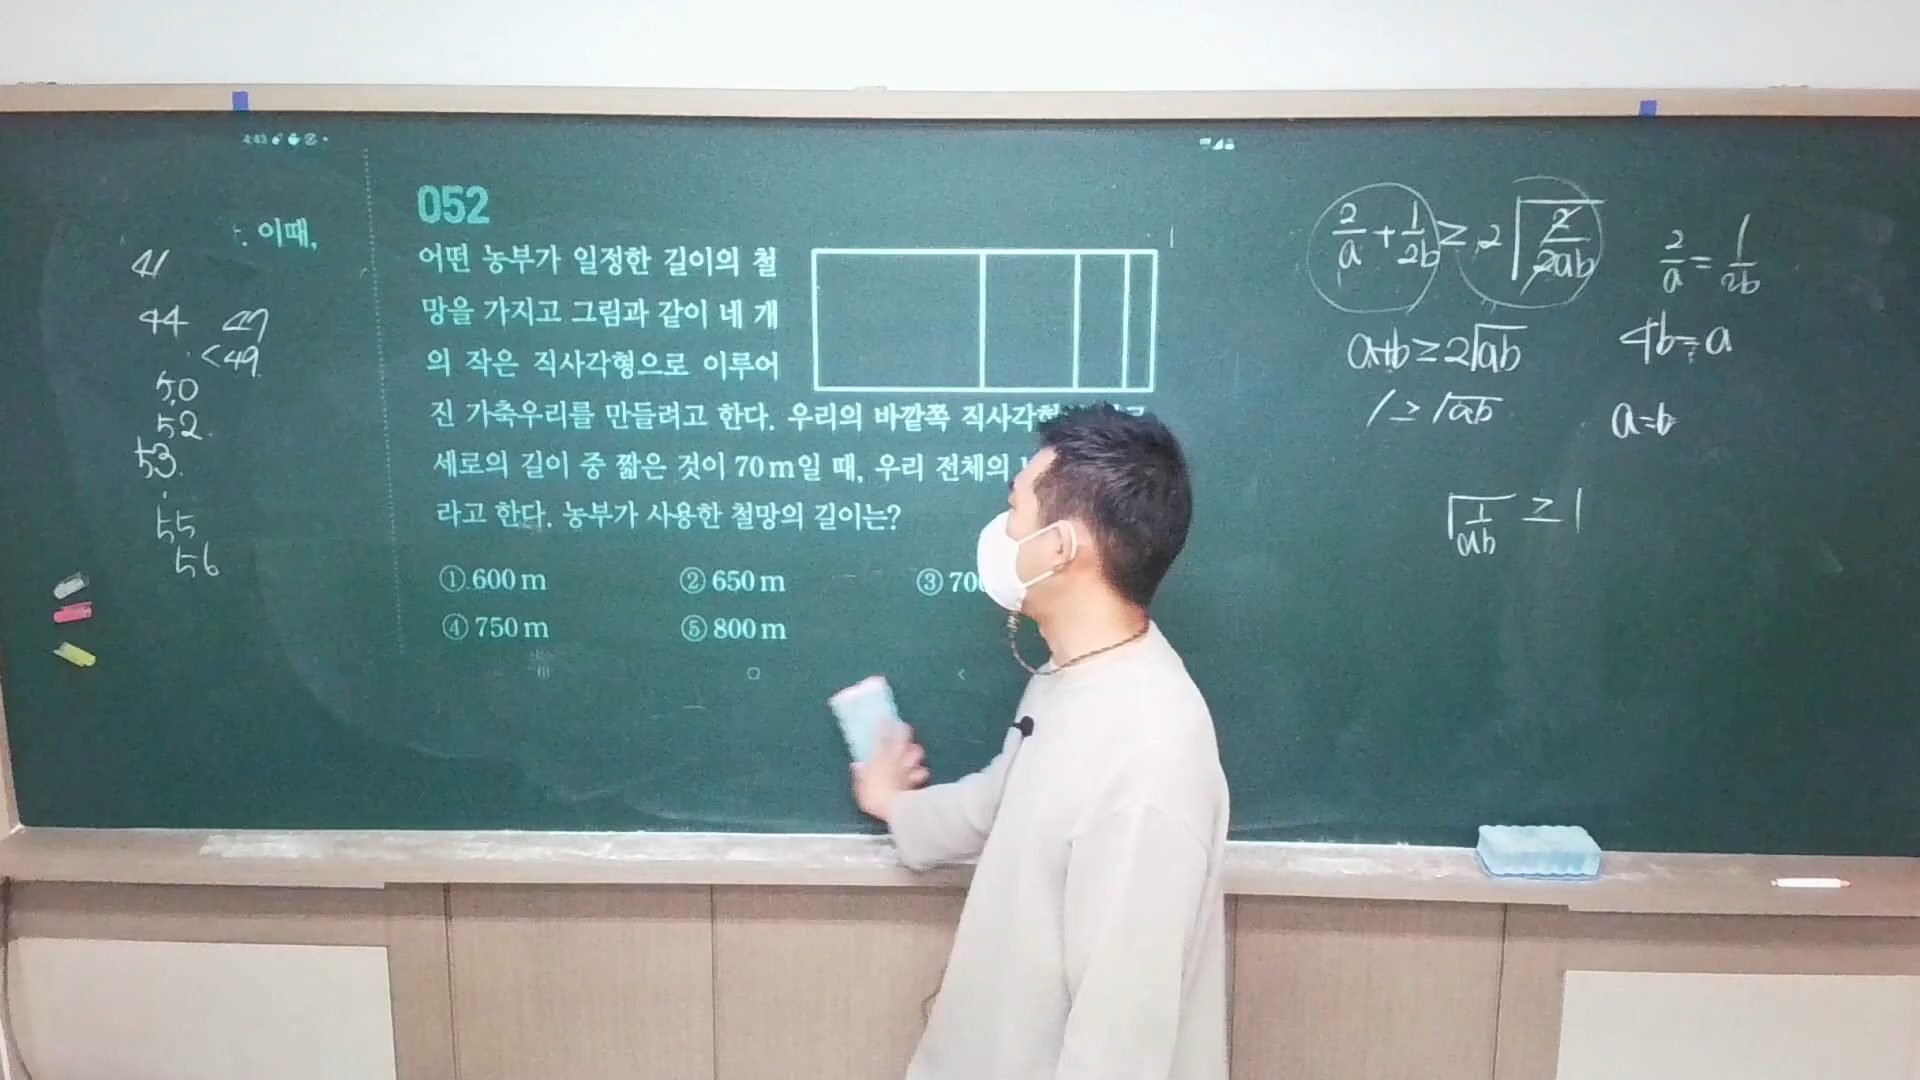 4:43
. 이때,
41
44 47
<49
50
52.
53.
55
56
052
어떤 농부가 일정한 길이의 철
망을 가지고 그림과 같이 네 개
의 작은 직사각형으로 이루어
진 가축우리를 만들려고 한다. 우리의 바깥쪽
세로의 길이 중 짧은 것이 70 m일 때, 우리 전체의
라고 한다. 농부가 사용한 철망의 길이는?
① 600 m ② 650 m ③
④ 750 m ⑤ 800 m
2/a + 1/2b ≥ 2√(2/2ab)
a+b ≥ 2√ab
1 ≥ √ab
√(1/ab) ≥ 1
2/a = 1/2b
4b = a
a=b